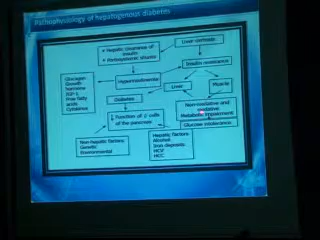 Pathophysiology of hepatogenous diabetes
Liver cirrhosis
Hepatic clearance of
insulin
Portosystemic shunts
Insulin resistance
Glucagon
Growth
hormone
IGF-1
Free fatty
acids
Cytokines
Hyperinsulinemia
Liver
Muscle
Diabetes
Non-oxidative and
oxidative
Metabolic impairment
Glucose intolerance
Function of β cells
of the pancreas
Non hepatic factors:
Genetic
Environmental
Hepatic factors
Alcohol
Iron deposits
HCV
HCC